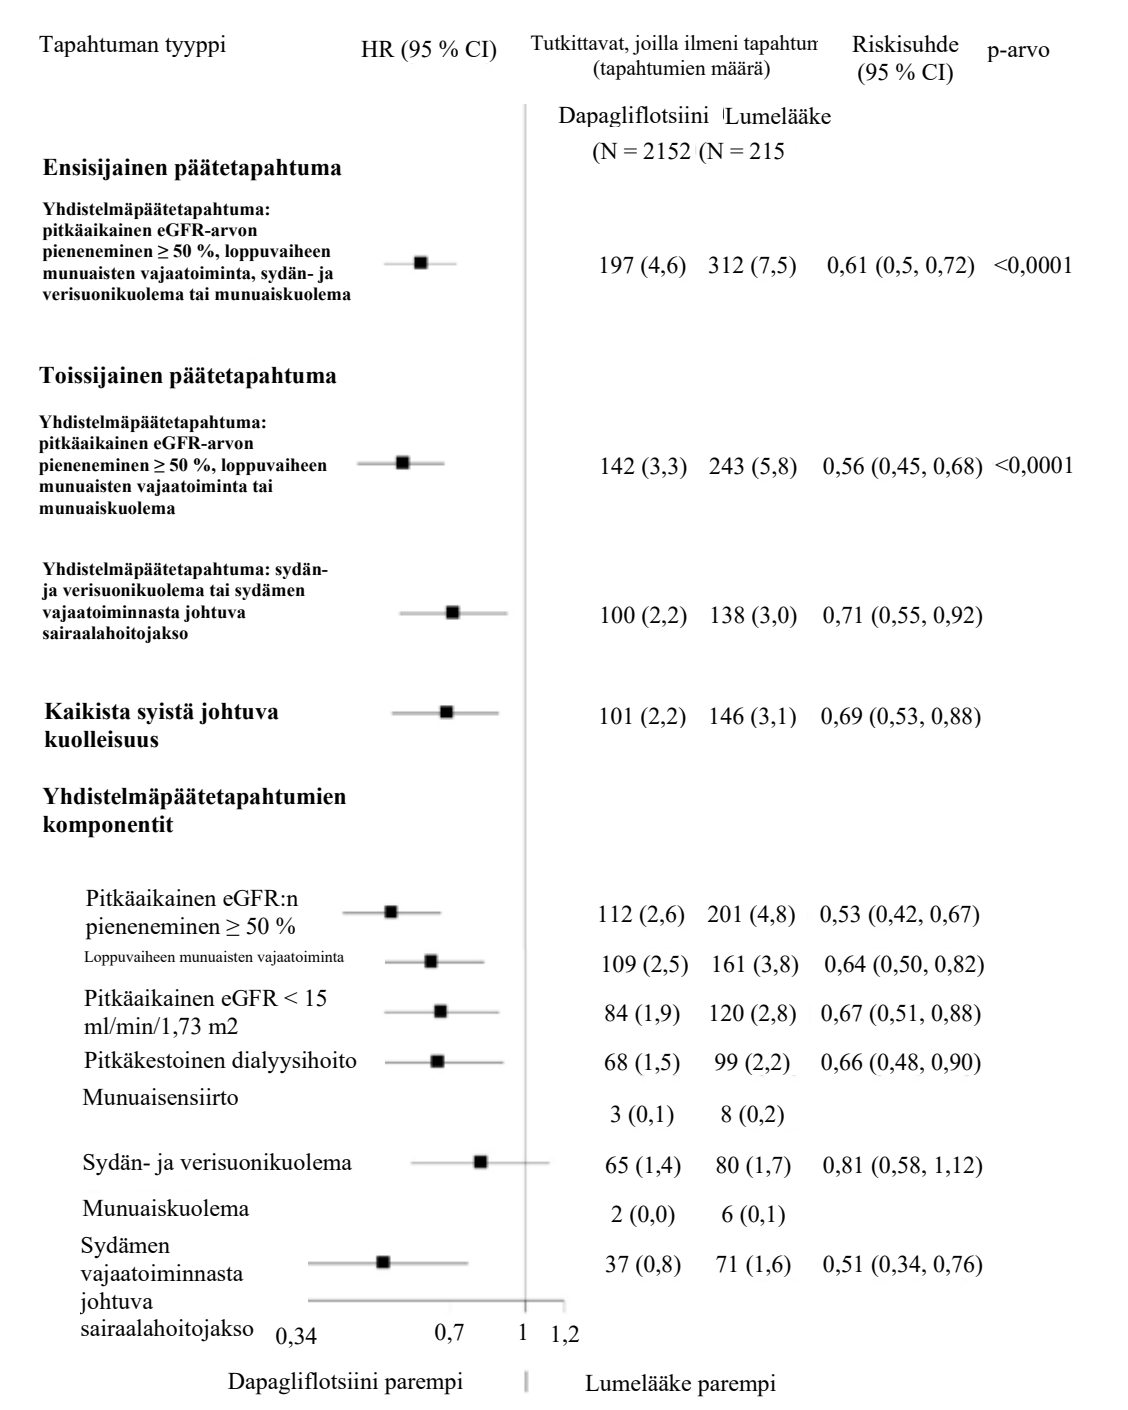 Tapahtuman tyyppi HR (95 % CI) Tutkittavat, joilla ilmeni tapahtum Riskisuhde p-arvo
(tapahtumien määrä) (95 % CI)
Dapagliflotsiini Lumelääke
(N = 2152 (N = 215
Ensisijainen päätetapahtuma
Yhdistelmäpäätetapahtuma:
pitkäaikainen eGFR-arvon
pieneneminen ≥ 50 %, loppuvaiheen
munuaisten vajaatoiminta, sydän- ja
verisuonikuolema tai munuaiskuolema
197 (4,6) 312 (7,5) 0,61 (0,5, 0,72) <0,0001
Toissijainen päätetapahtuma
Yhdistelmäpäätetapahtuma:
pitkäaikainen eGFR-arvon
pieneneminen ≥ 50 %, loppuvaiheen
munuaisten vajaatoiminta tai
munuaiskuolema
142 (3,3) 243 (5,8) 0,56 (0,45, 0,68) <0,0001
Yhdistelmäpäätetapahtuma: sydän-
ja verisuonikuolema tai sydämen
vajaatoiminnasta johtuva
sairaalahoitojakso
100 (2,2) 138 (3,0) 0,71 (0,55, 0,92)
Kaikista syistä johtuva
kuolleisuus
101 (2,2) 146 (3,1) 0,69 (0,53, 0,88)
Yhdistelmäpäätetapahtumien
komponentit
Pitkäaikainen eGFR:n
pieneneminen ≥ 50 %
112 (2,6) 201 (4,8) 0,53 (0,42, 0,67)
Loppuvaiheen munuaisten vajaatoiminta 109 (2,5) 161 (3,8) 0,64 (0,50, 0,82)
Pitkäaikainen eGFR < 15
ml/min/1,73 m2
84 (1,9) 120 (2,8) 0,67 (0,51, 0,88)
Pitkäkestoinen dialyysihoito 68 (1,5) 99 (2,2) 0,66 (0,48, 0,90)
Munuaisensiirto 3 (0,1) 8 (0,2)
Sydän- ja verisuonikuolema 65 (1,4) 80 (1,7) 0,81 (0,58, 1,12)
Munuaiskuolema 2 (0,0) 6 (0,1)
Sydämen
vajaatoiminnasta
johtuva
sairaalahoitojakso
37 (0,8) 71 (1,6) 0,51 (0,34, 0,76)
0,34 0,7 1 1,2
Dapagliflotsiini parempi Lumelääke parempi